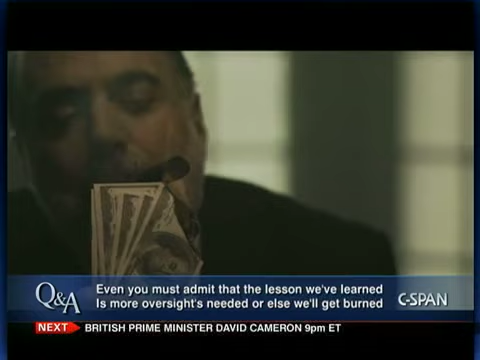 Q&A
Even you must admit that the lesson we've learned
Is more oversight's needed or else we'll get burned
C-SPAN
NEXT
BRITISH PRIME MINISTER DAVID CAMERON 9pm ET